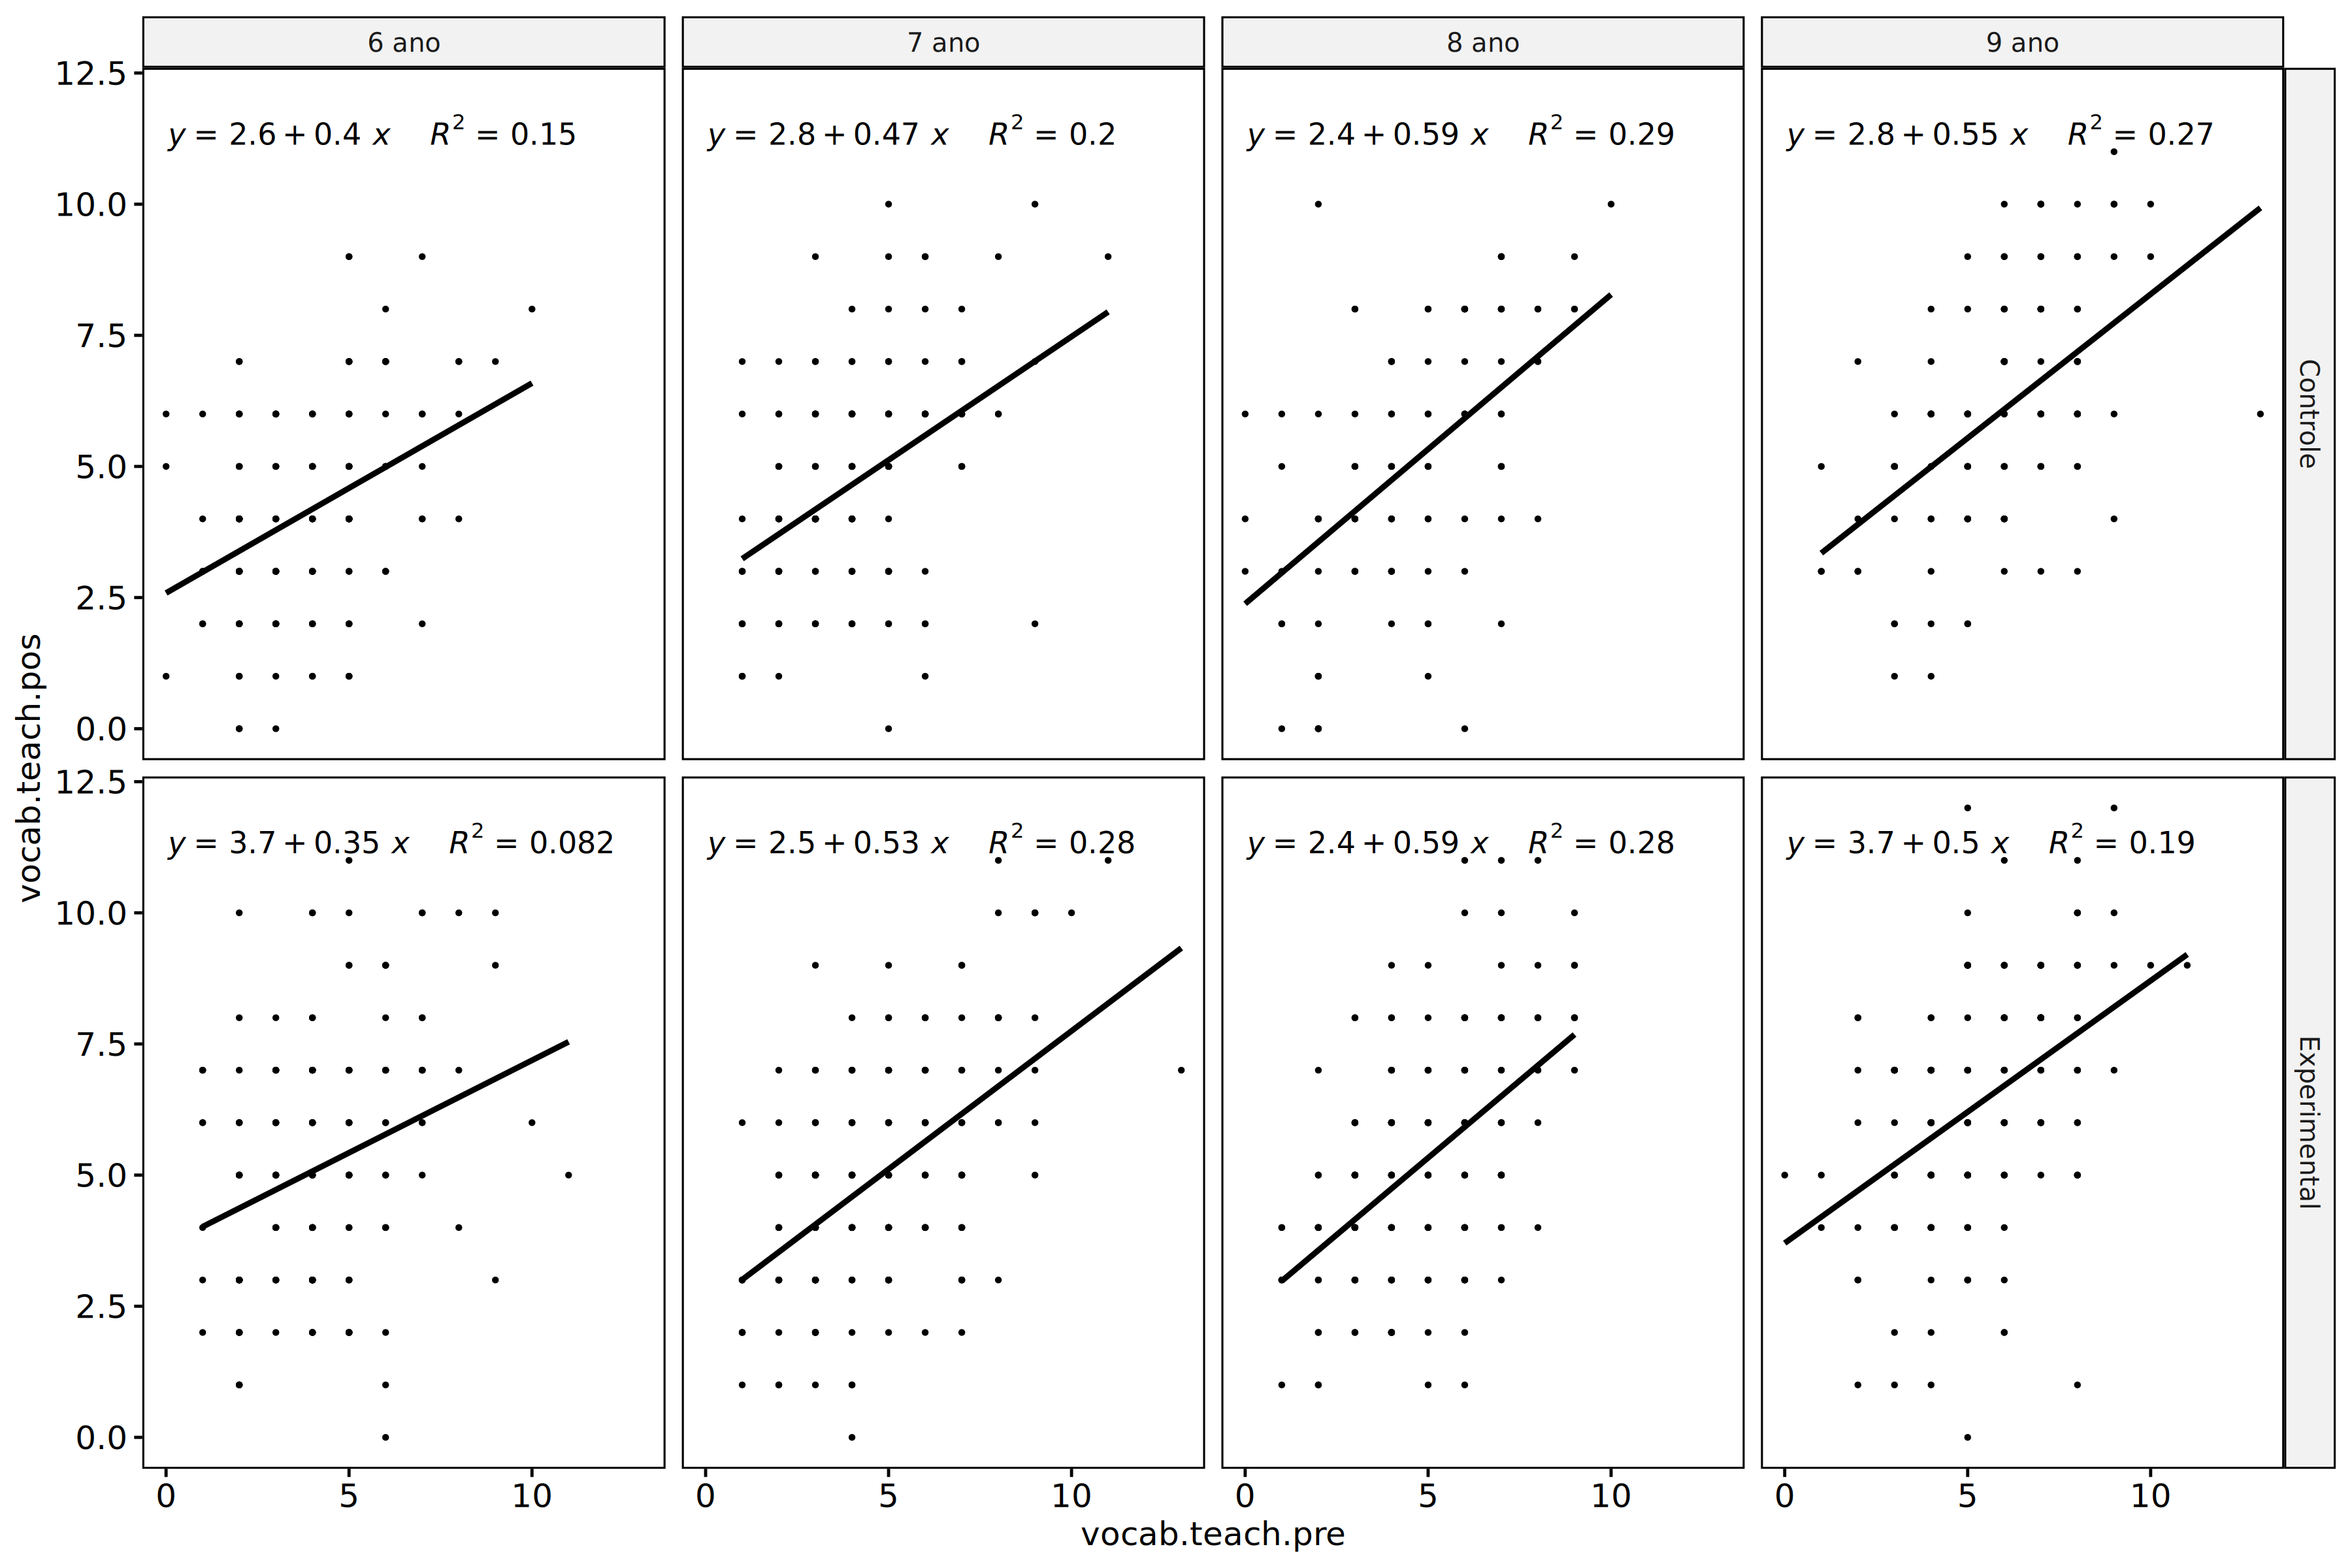 6 ano 7 ano 8 ano 9 ano
12.5
y = 2.6 + 0.4 x R² = 0.15
y = 2.8 + 0.47 x R² = 0.2
y = 2.4 + 0.59 x R² = 0.29
y = 2.8 + 0.55 x R² = 0.27
10.0
7.5
5.0
2.5
0.0
Controle
vocab.teach.pos
12.5
y = 3.7 + 0.35 x R² = 0.082
y = 2.5 + 0.53 x R² = 0.28
y = 2.4 + 0.59 x R² = 0.28
y = 3.7 + 0.5 x R² = 0.19
10.0
7.5
5.0
2.5
0.0
Experimental
0 5 10 0 5 10 0 5 10 0 5 10
vocab.teach.pre